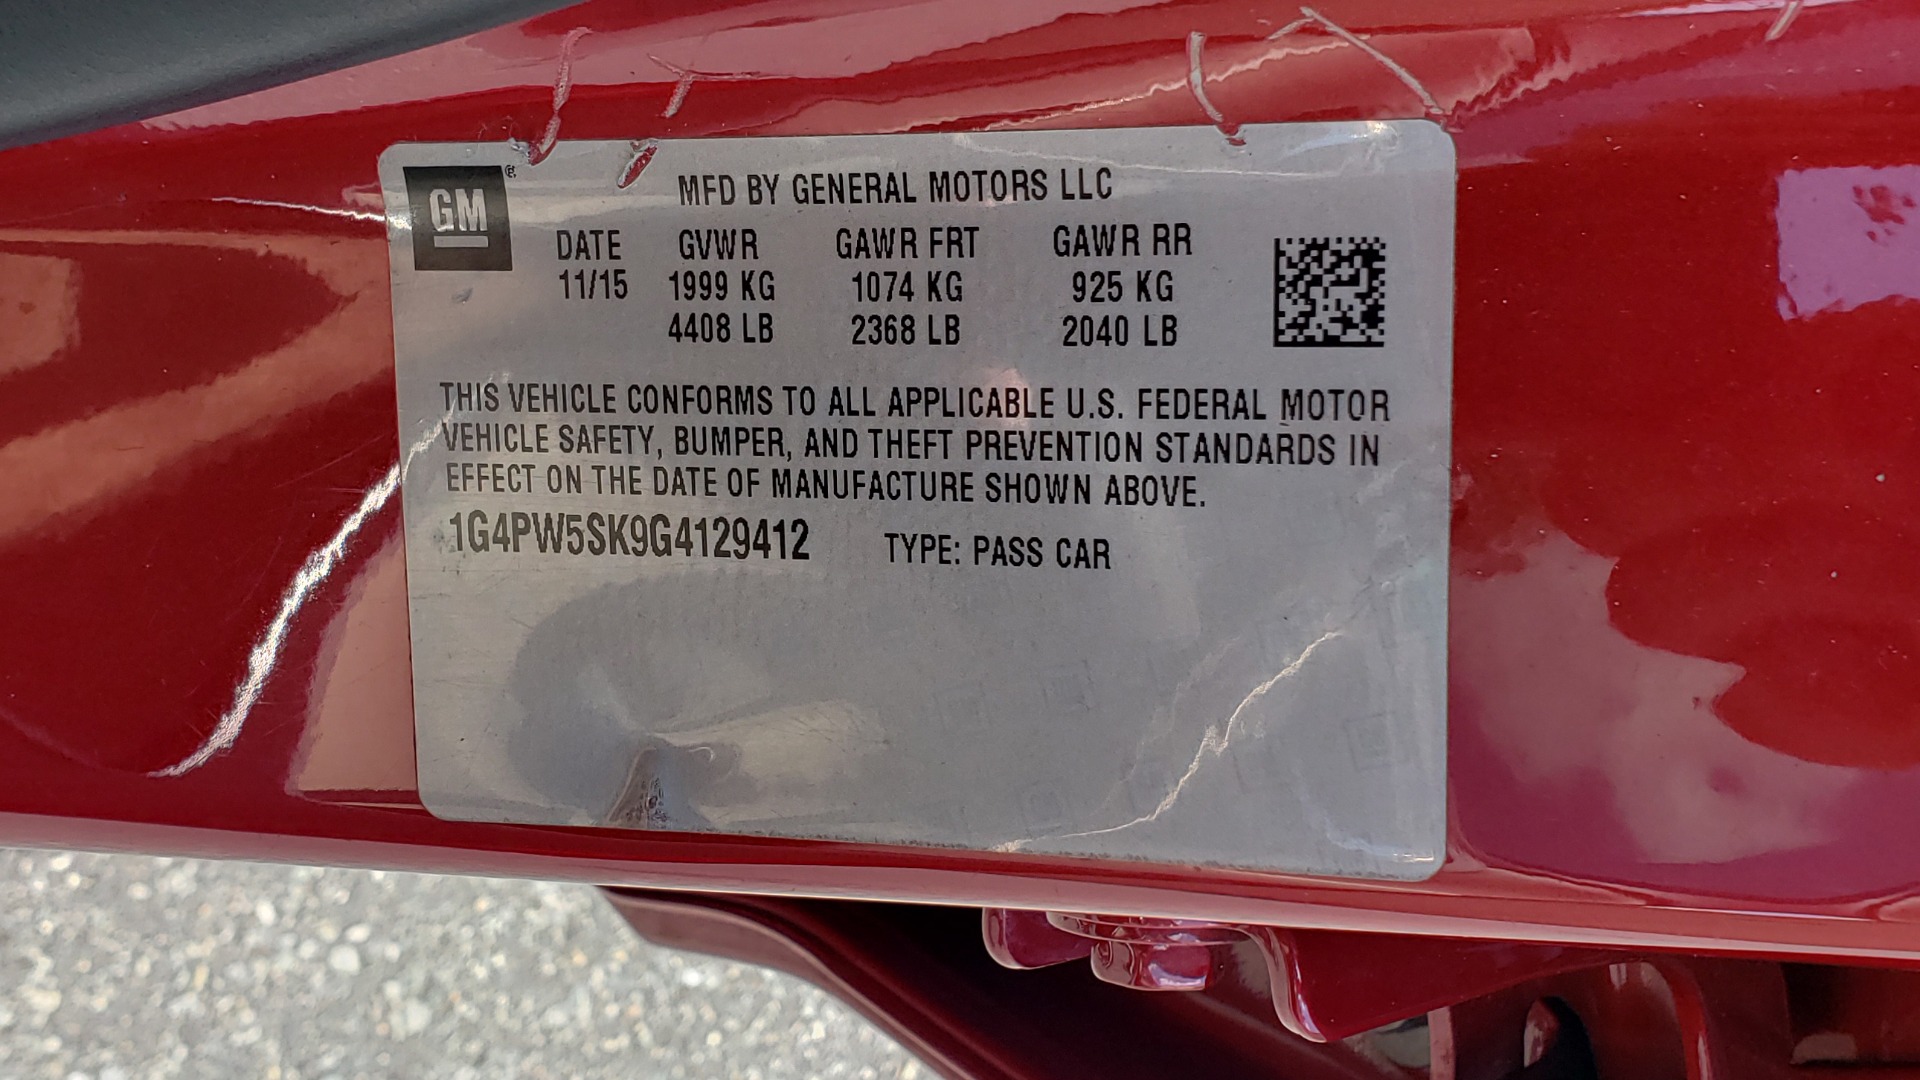 GM®
MFD BY GENERAL MOTORS LLC
DATE GVWR GAWR FRT GAWR RR
11/15 1999 KG 1074 KG 925 KG
4408 LB 2368 LB 2040 LB
THIS VEHICLE CONFORMS TO ALL APPLICABLE U.S. FEDERAL MOTOR
VEHICLE SAFETY, BUMPER, AND THEFT PREVENTION STANDARDS IN
EFFECT ON THE DATE OF MANUFACTURE SHOWN ABOVE.
1G4PW5SK9G4129412 TYPE: PASS CAR